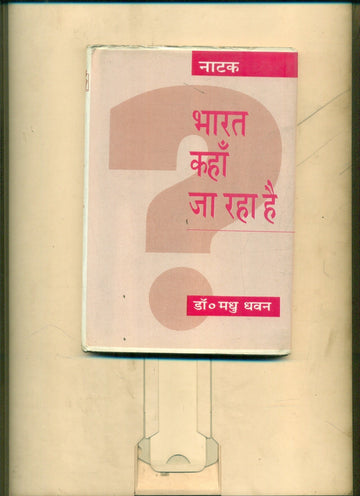 नाटक
भारत
कहाँ
जा रहा है
डॉ० मधु धवन